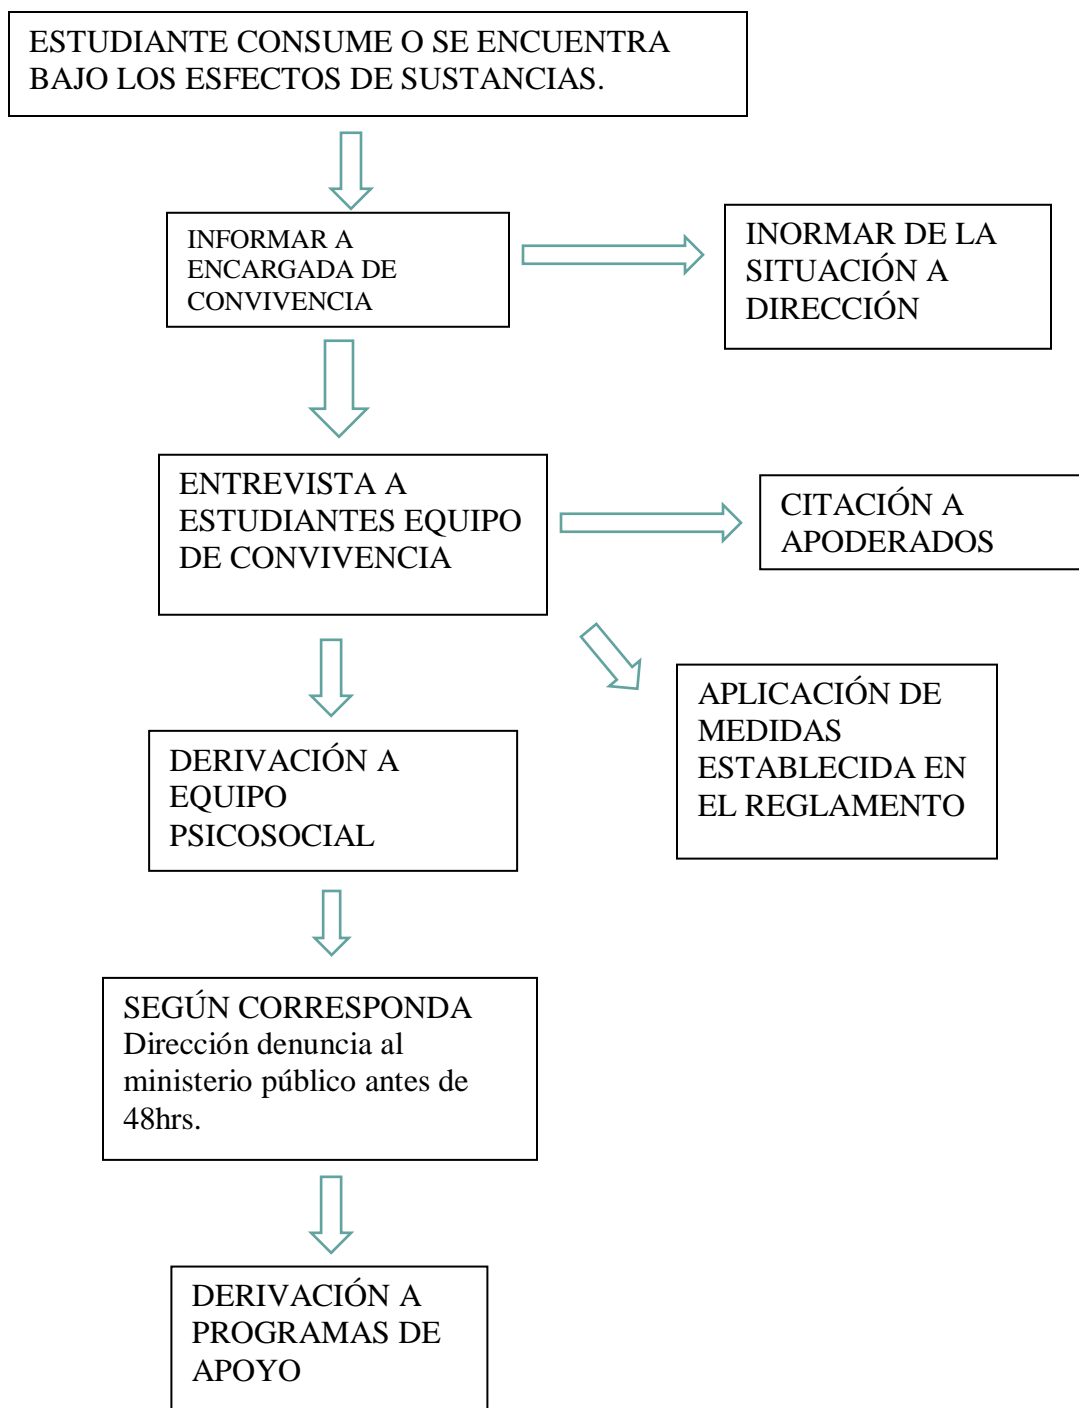 ESTUDIANTE CONSUME O SE ENCUENTRA
BAJO LOS ESFECTOS DE SUSTANCIAS.
INFORMAR A
ENCARGADA DE
CONVIVENCIA
INORMAR DE LA
SITUACIÓN A
DIRECCIÓN
ENTREVISTA A
ESTUDIANTES EQUIPO
DE CONVIVENCIA
CITACIÓN A
APODERADOS
APLICACIÓN DE
MEDIDAS
ESTABLECIDA EN
EL REGLAMENTO
DERIVACIÓN A
EQUIPO
PSICOSOCIAL
SEGÚN CORRESPONDA
Dirección denuncia al
ministerio público antes de
48hrs.
DERIVACIÓN A
PROGRAMAS DE
APOYO